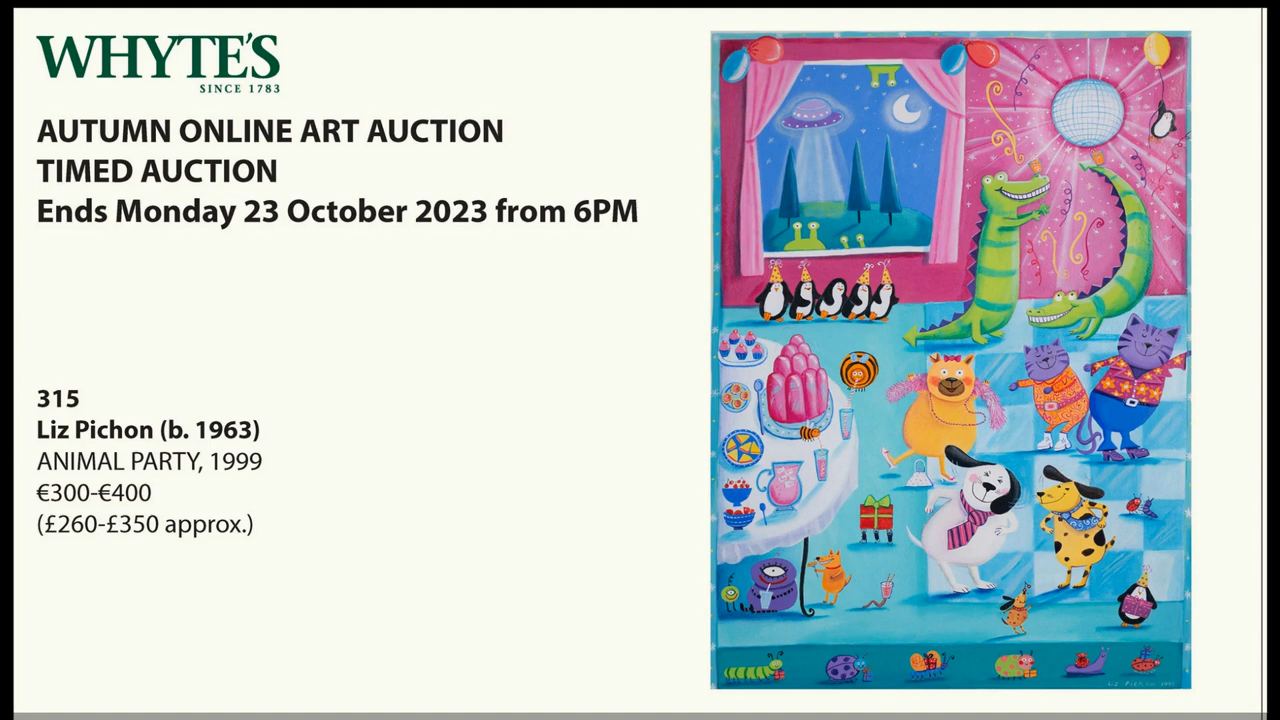 WHYTE'S
SINCE 1783
AUTUMN ONLINE ART AUCTION
TIMED AUCTION
Ends Monday 23 October 2023 from 6PM
315
Liz Pichon (b. 1963)
ANIMAL PARTY, 1999
€300-€400
(£260-£350 approx.)